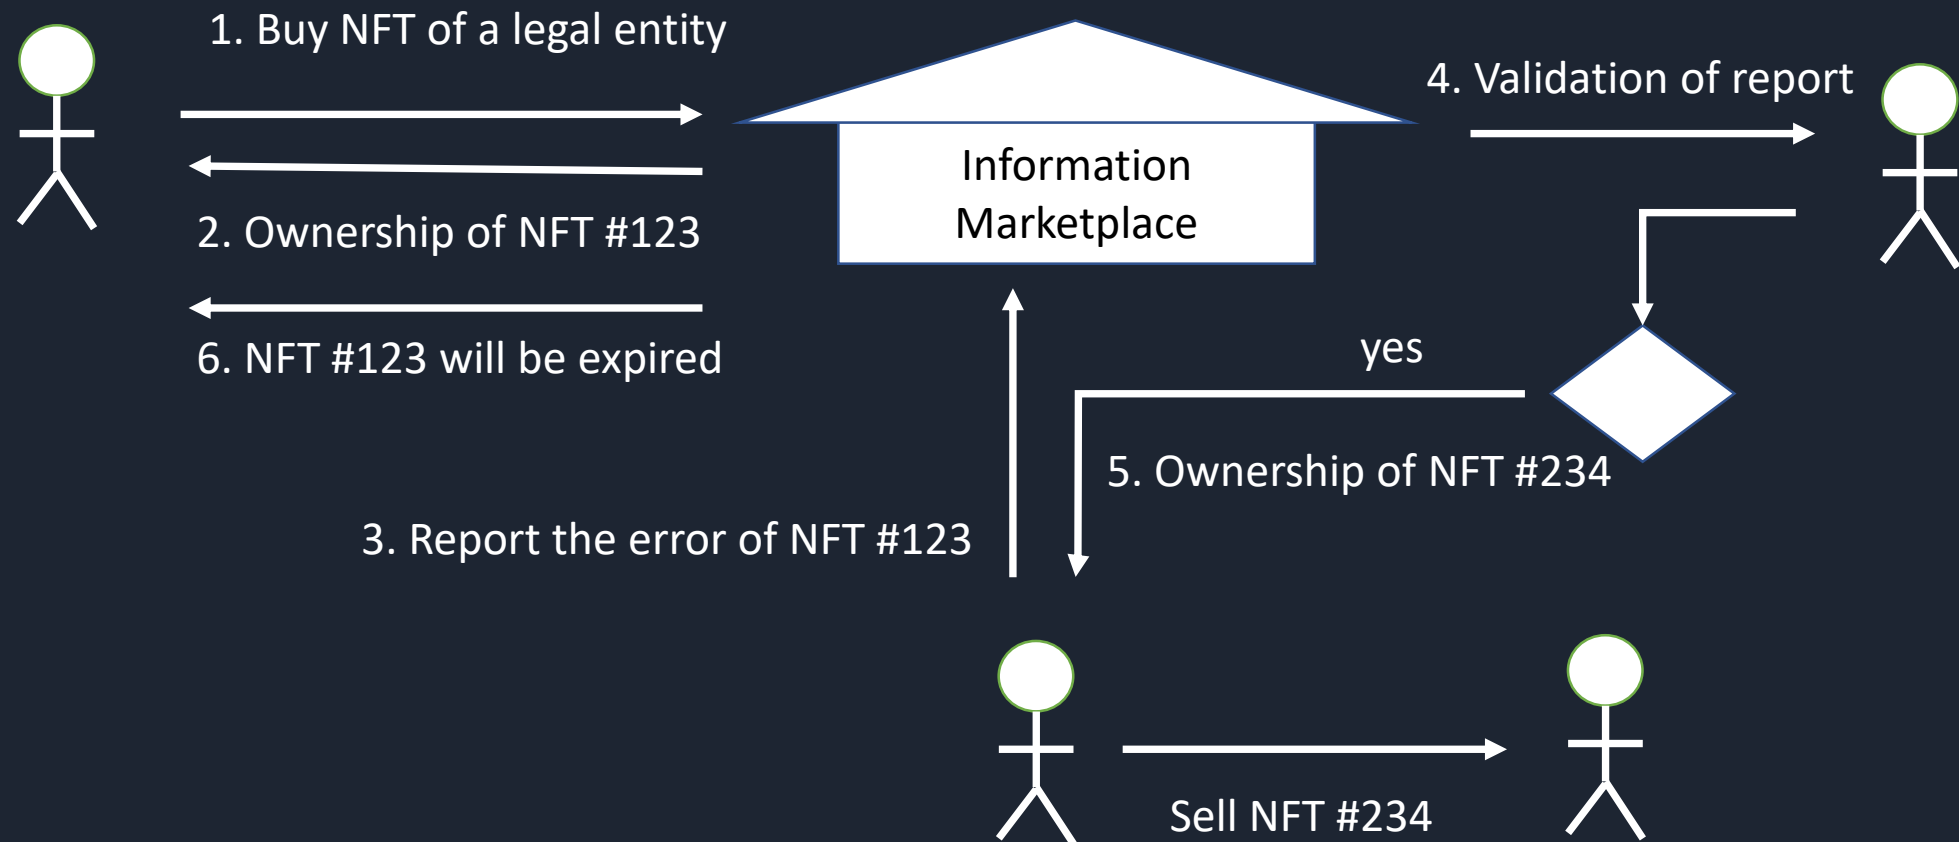 1. Buy NFT of a legal entity
4. Validation of report
Information
Marketplace
2. Ownership of NFT #123
6. NFT #123 will be expired
yes
5. Ownership of NFT #234
3. Report the error of NFT #123
Sell NFT #234